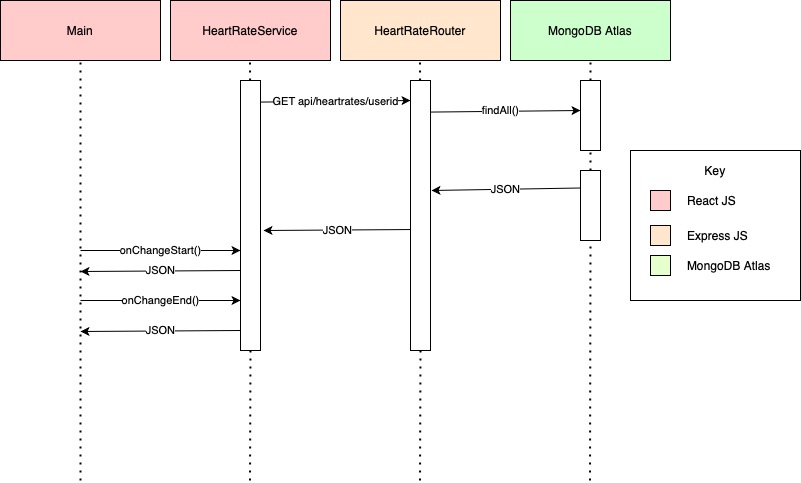 Main
HeartRateService
HeartRateRouter
MongoDB Atlas
GET api/heartrates/userid
findAll()
JSON
JSON
onChangeStart()
JSON
onChangeEnd()
JSON
Key
React JS
Express JS
MongoDB Atlas